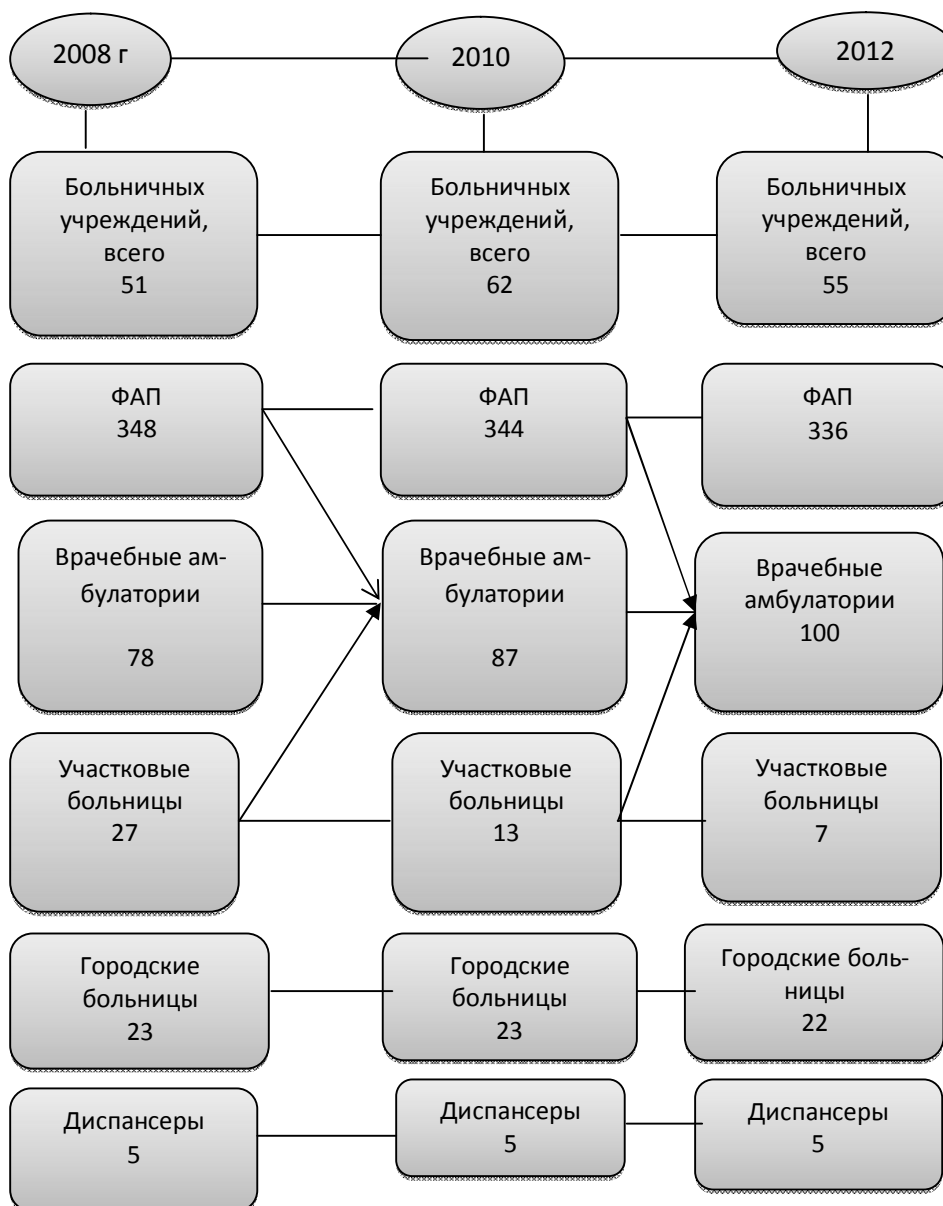 2008 г
2010
2012
Больничных
учреждений,
всего
51
Больничных
учреждений,
всего
62
Больничных
учреждений,
всего
55
ФАП
348
ФАП
344
ФАП
336
Врачебные ам-
булатории
78
Врачебные ам-
булатории
87
Врачебные
амбулатории
100
Участковые
больницы
27
Участковые
больницы
13
Участковые
больницы
7
Городские
больницы
23
Городские
больницы
23
Городские боль-
ницы
22
Диспансеры
5
Диспансеры
5
Диспансеры
5